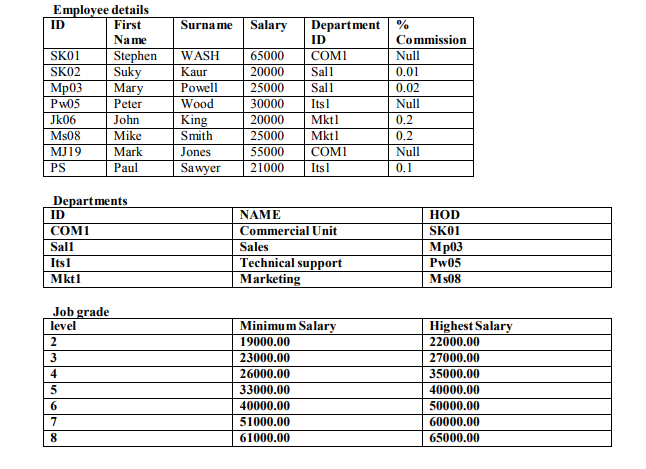 Employee details
ID First Surname Salary Department %
Name ID Commission
SK01 Stephen WASH 65000 COM1 Null
SK02 Suky Kaur 20000 Sal1 0.01
Mp03 Mary Powell 25000 Sal1 0.02
Pw05 Peter Wood 30000 Its1 Null
Jk06 John King 20000 Mkt1 0.2
Ms08 Mike Smith 25000 Mkt1 0.2
MJ19 Mark Jones 55000 COM1 Null
PS Paul Sawyer 21000 Its1 0.1
Departments
ID NAME HOD
COM1 Commercial Unit SK01
Sal1 Sales Mp03
Its1 Technical support Pw05
Mkt1 Marketing Ms08
Job grade
level Minimum Salary Highest Salary
2 19000.00 22000.00
3 23000.00 27000.00
4 26000.00 35000.00
5 33000.00 40000.00
6 40000.00 50000.00
7 51000.00 60000.00
8 61000.00 65000.00